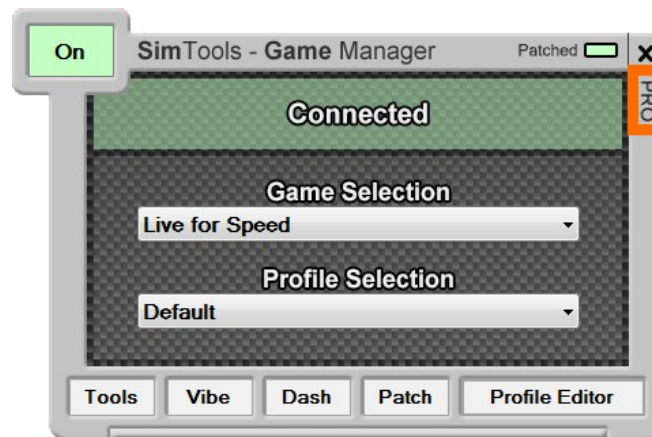 On
SimTools - Game Manager
Patched
X
PRO
Connected
Game Selection
Live for Speed
Profile Selection
Default
Tools
Vibe
Dash
Patch
Profile Editor